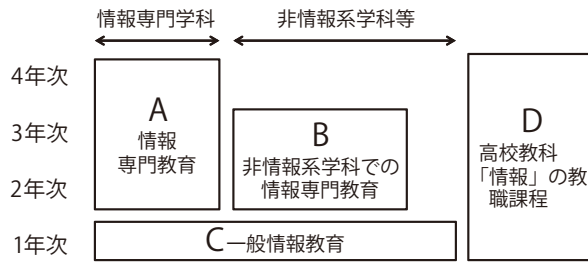 情報専門学科
非情報系学科等
4年次
3年次
2年次
1年次
A
情報
専門教育
B
非情報系学科での
情報専門教育
C一般情報教育
D
高校教科
「情報」の教
職課程